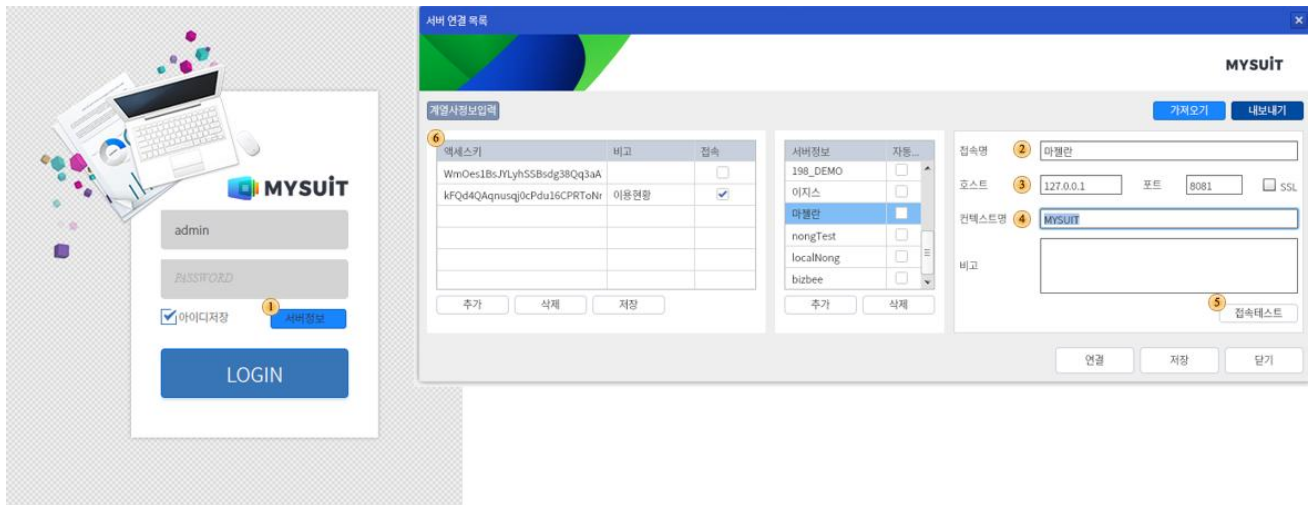 MYSUIT
admin
PASSWORD
아이디저장
1
서버정보
LOGIN
서버 연결 목록
MYSUIT
계열사정보입력
가져오기
내보내기
6
액세스키 비고 접속
WmOes1BsJYLyhSSBsdg38Qq3aA
kFQd4QAqnusqj0cPdu16CPRToNr 이용현황
추가 삭제 저장
서버정보 자동...
198_DEMO
이지스
마젤란
nongTest
localNong
bizbee
추가 삭제
접속명 2 마젤란
호스트 3 127.0.0.1 포트 8081 SSL
컨텍스트명 4 MYSUIT
비고
5
접속테스트
연결 저장 닫기